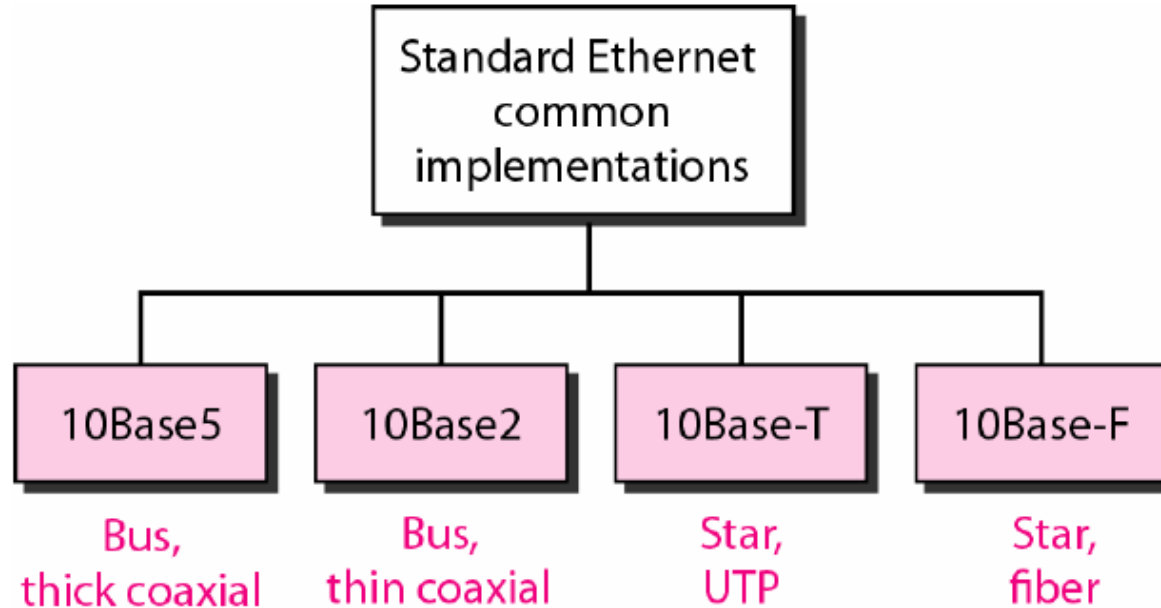 Standard Ethernet
common
implementations
10Base5
10Base2
10Base-T
10Base-F
Bus,
thick coaxial
Bus,
thin coaxial
Star,
UTP
Star,
fiber